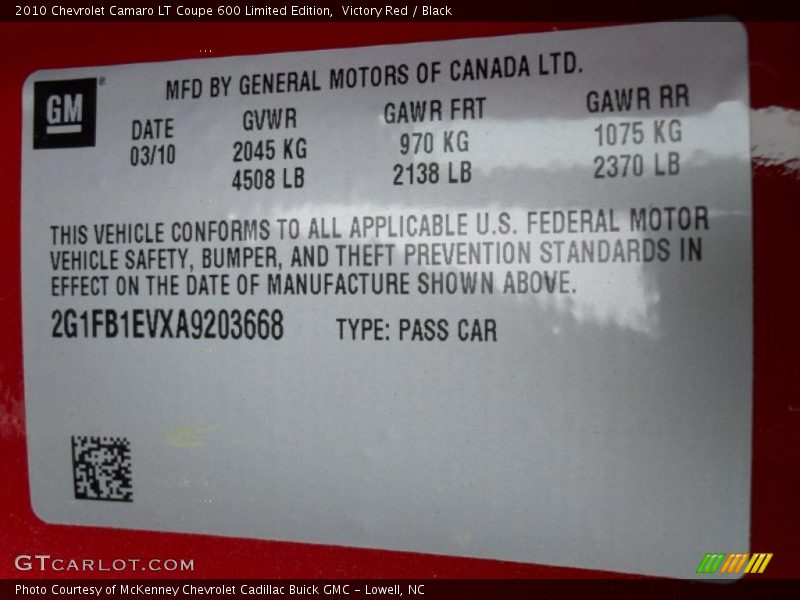 2010 Chevrolet Camaro LT Coupe 600 Limited Edition,  Victory Red / Black
GM
®
MFD BY GENERAL MOTORS OF CANADA LTD.
DATE GVWR GAWR FRT GAWR RR
03/10 2045 KG 970 KG 1075 KG
4508 LB 2138 LB 2370 LB
THIS VEHICLE CONFORMS TO ALL APPLICABLE U.S. FEDERAL MOTOR
VEHICLE SAFETY, BUMPER, AND THEFT PREVENTION STANDARDS IN
EFFECT ON THE DATE OF MANUFACTURE SHOWN ABOVE.
2G1FB1EVXA9203668 TYPE: PASS CAR
GTCARLOT.COM
Photo Courtesy of McKenney Chevrolet Cadillac Buick GMC - Lowell, NC